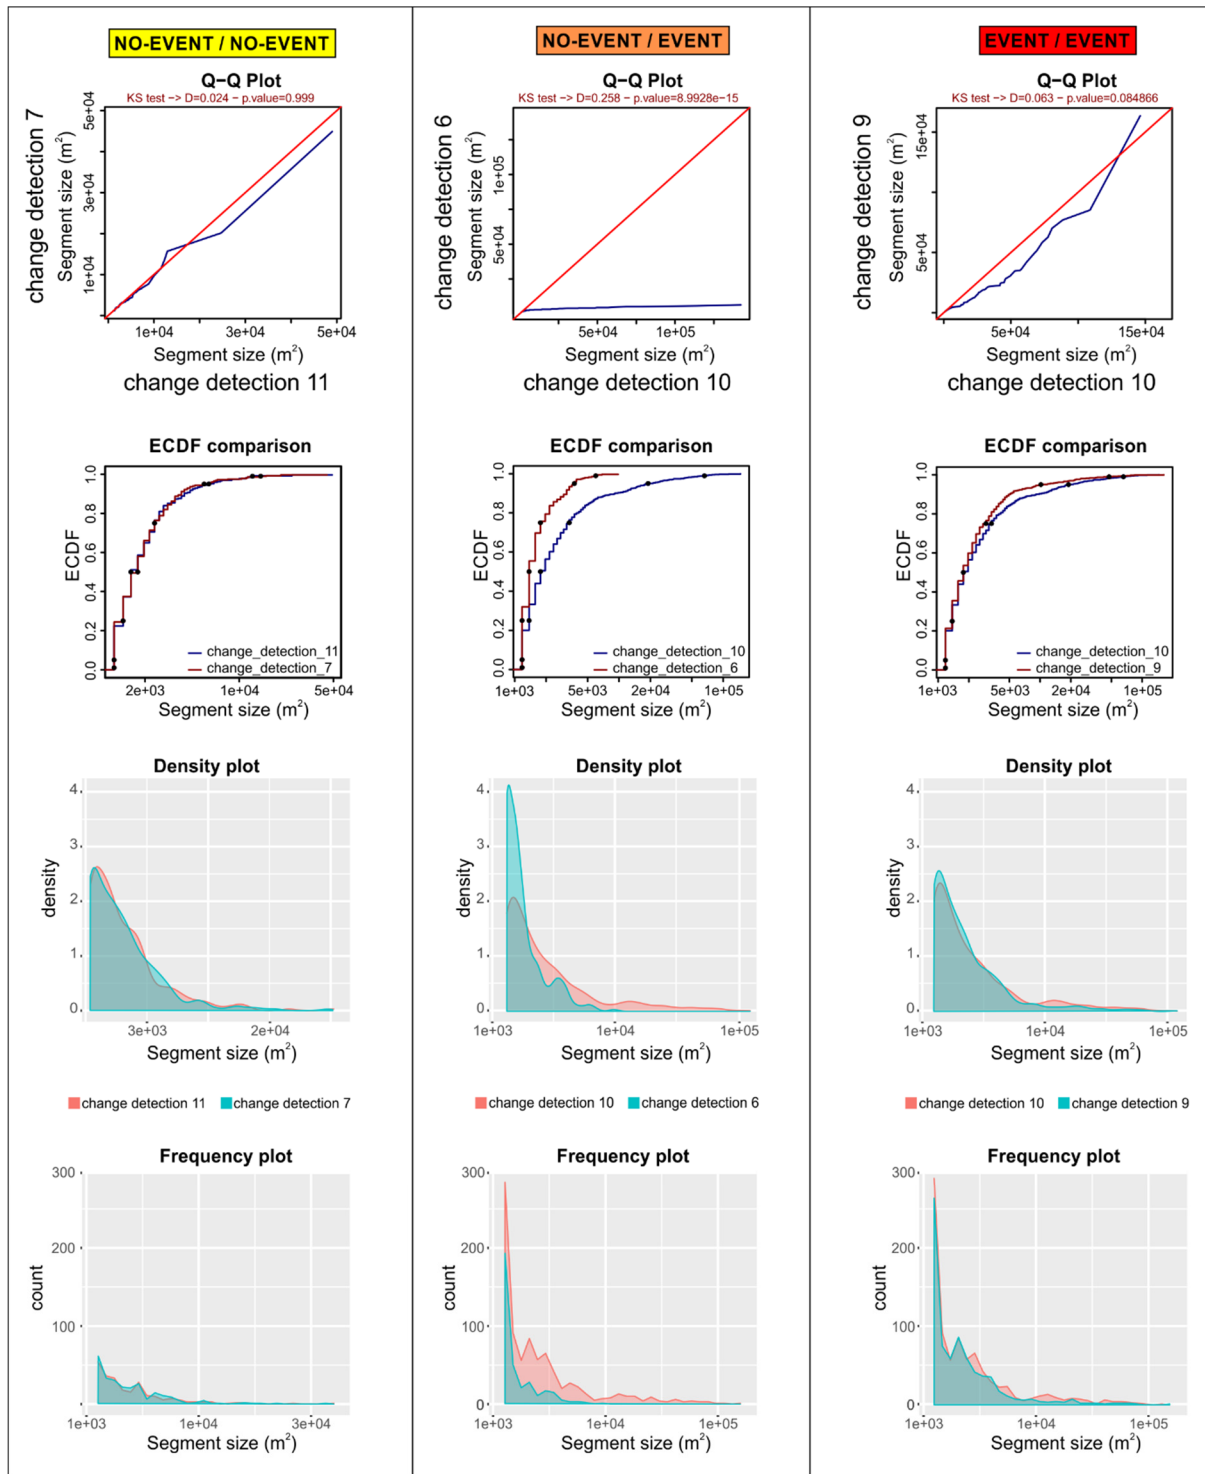 NO-EVENT / NO-EVENT
Q−Q Plot
KS test −> D=0.024 − p.value=0.999
change detection 7
Segment size (m²)
5e+04
3e+04
1e+04
1e+04 3e+04 5e+04
Segment size (m²)
change detection 11
ECDF comparison
ECDF
1.0
0.8
0.6
0.4
0.2
0.0
change_detection_11
change_detection_7
2e+03 1e+04 5e+04
Segment size (m²)
Density plot
density
4
3
2
1
0
3e+03 2e+04
Segment size (m²)
change detection 11 change detection 7
Frequency plot
count
300
200
100
0
1e+03 1e+04 3e+04
Segment size (m²)
NO-EVENT / EVENT
Q−Q Plot
KS test −> D=0.258 − p.value=8.9928e−15
change detection 6
Segment size (m²)
1e+05
5e+04
5e+04 1e+05
Segment size (m²)
change detection 10
ECDF comparison
ECDF
1.0
0.8
0.6
0.4
0.2
0.0
change_detection_10
change_detection_6
1e+03 5e+03 2e+04 1e+05
Segment size (m²)
Density plot
density
4
3
2
1
0
1e+03 1e+04 1e+05
Segment size (m²)
change detection 10 change detection 6
Frequency plot
count
300
200
100
0
1e+03 1e+04 1e+05
Segment size (m²)
EVENT / EVENT
Q−Q Plot
KS test −> D=0.063 − p.value=0.084866
change detection 9
Segment size (m²)
15e+04
5e+04
5e+04 15e+04
Segment size (m²)
change detection 10
ECDF comparison
ECDF
1.0
0.8
0.6
0.4
0.2
0.0
change_detection_10
change_detection_9
1e+03 5e+03 2e+04 1e+05
Segment size (m²)
Density plot
density
4
3
2
1
0
1e+03 1e+04 1e+05
Segment size (m²)
change detection 10 change detection 9
Frequency plot
count
300
200
100
0
1e+03 1e+04 1e+05
Segment size (m²)